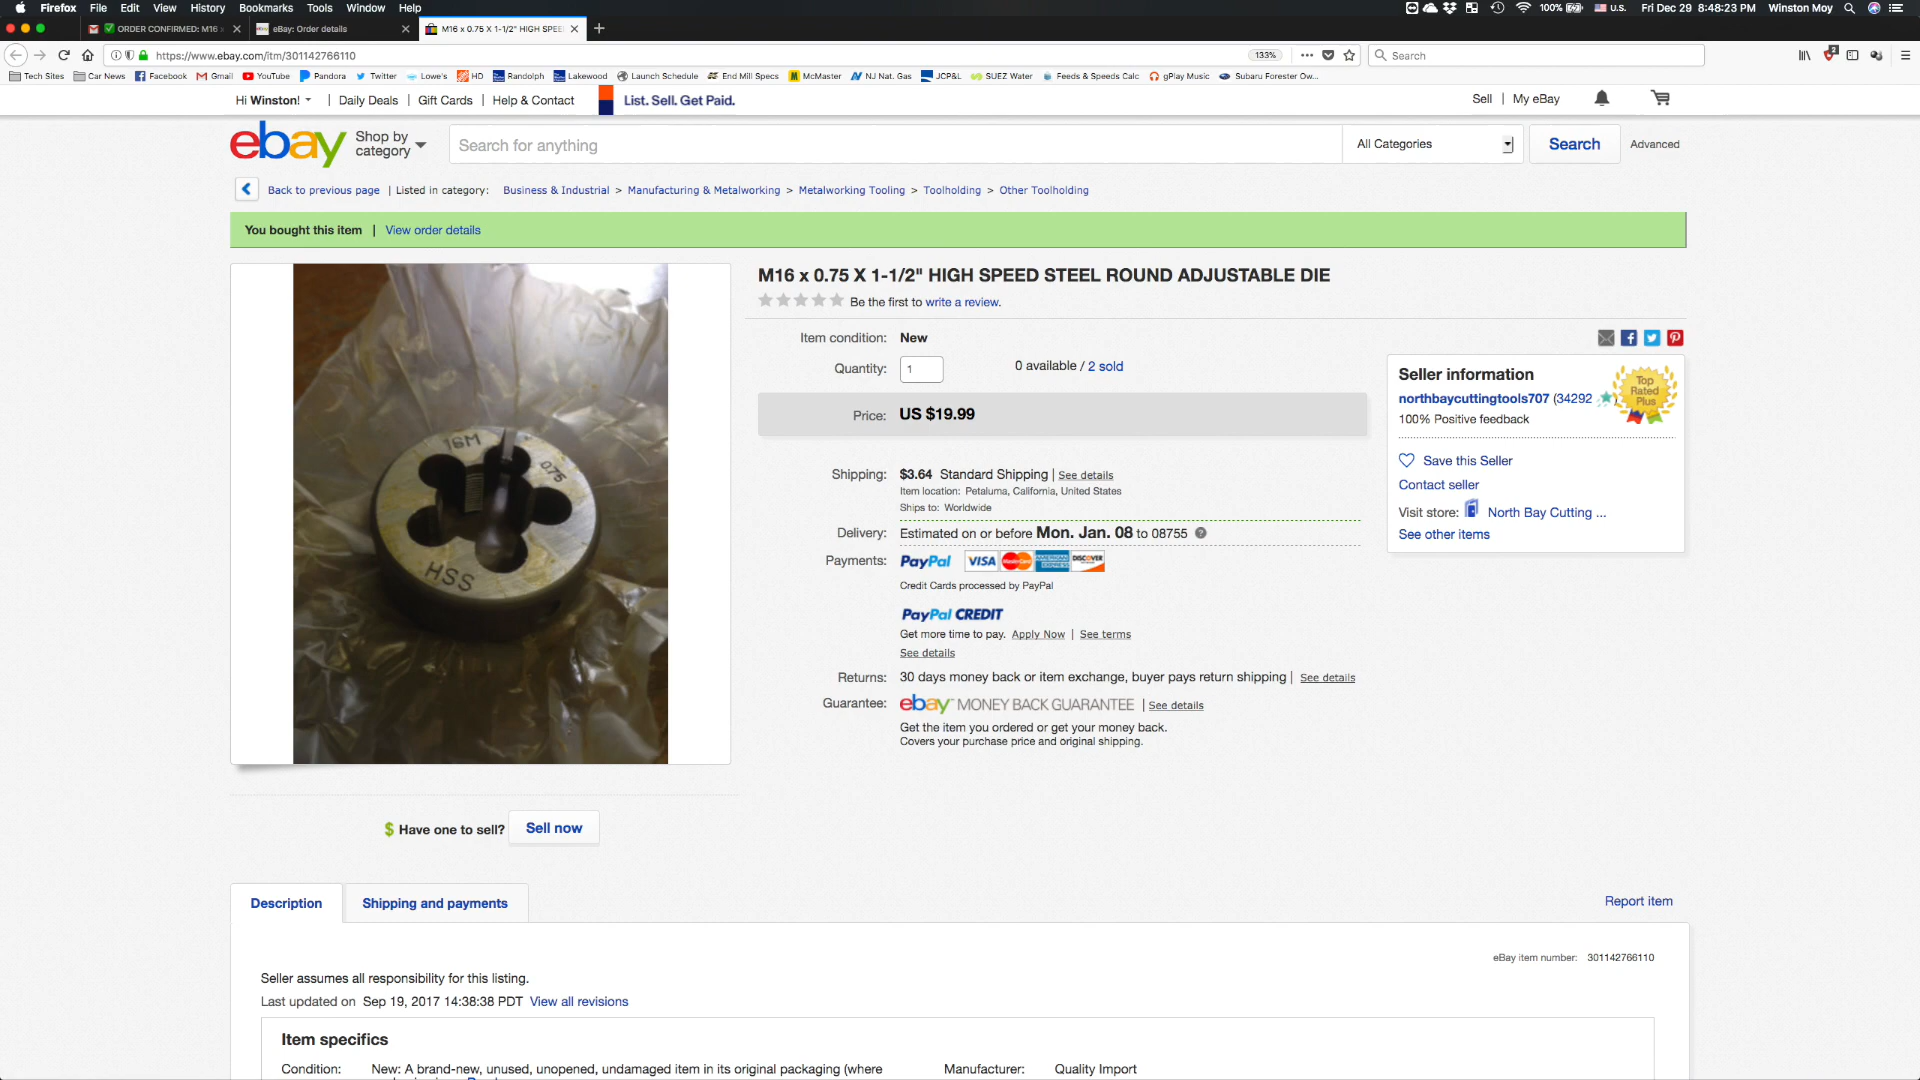 Firefox File Edit View History Bookmarks Tools Window Help 100% U.S. Fri Dec 29 8:48:23 PM Winston Moy
ORDER CONFIRMED: M16 x eBay: Order details M16 x 0.75 X 1-1/2" HIGH SPEE
https://www.ebay.com/itm/301142766110 133% Search 2
Tech Sites Car News Facebook Gmail YouTube Pandora Twitter Lowe's HD Randolph Lakewood Launch Schedule End Mill Specs McMaster NJ Nat. Gas JCP&L SUEZ Water Feeds & Speeds Calc gPlay Music Subaru Forester Ow...
Hi Winston! | Daily Deals | Gift Cards | Help & Contact List. Sell. Get Paid. Sell | My eBay
ebay Shop by category Search for anything All Categories Search Advanced
Back to previous page | Listed in category: Business & Industrial > Manufacturing & Metalworking > Metalworking Tooling > Toolholding > Other Toolholding
You bought this item | View order details
16M
075
HSS
M16 x 0.75 X 1-1/2" HIGH SPEED STEEL ROUND ADJUSTABLE DIE
Be the first to write a review.
Item condition: New
Quantity: 1 0 available / 2 sold
Price: US $19.99
Shipping: $3.64 Standard Shipping | See details
Item location: Petaluma, California, United States
Ships to: Worldwide
Delivery: Estimated on or before Mon. Jan. 08 to 08755 ?
Payments: PayPal VISA MasterCard AMERICAN EXPRESS DISCOVER
Credit Cards processed by PayPal
PayPal CREDIT
Get more time to pay. Apply Now | See terms
See details
Returns: 30 days money back or item exchange, buyer pays return shipping | See details
Guarantee: ebay MONEY BACK GUARANTEE | See details
Get the item you ordered or get your money back.
Covers your purchase price and original shipping.
Seller information
northbaycuttingtools707 (34292 )
100% Positive feedback
Top Rated Plus
Save this Seller
Contact seller
Visit store: North Bay Cutting ...
See other items
$ Have one to sell? Sell now
Description Shipping and payments Report item
eBay item number: 301142766110
Seller assumes all responsibility for this listing.
Last updated on Sep 19, 2017 14:38:38 PDT View all revisions
Item specifics
Condition: New: A brand-new, unused, unopened, undamaged item in its original packaging (where Manufacturer: Quality Import